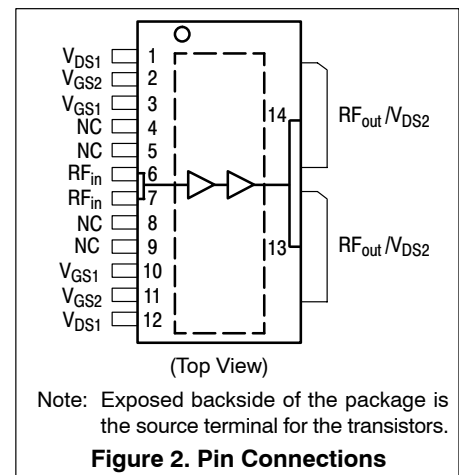 VDS1 1
VGS2 2
VGS1 3
NC 4
NC 5
RFin 6
RFin 7
NC 8
NC 9
VGS1 10
VGS2 11
VDS1 12
14 RFout/VDS2
13 RFout/VDS2
(Top View)
Note: Exposed backside of the package is
the source terminal for the transistors.
Figure 2. Pin Connections